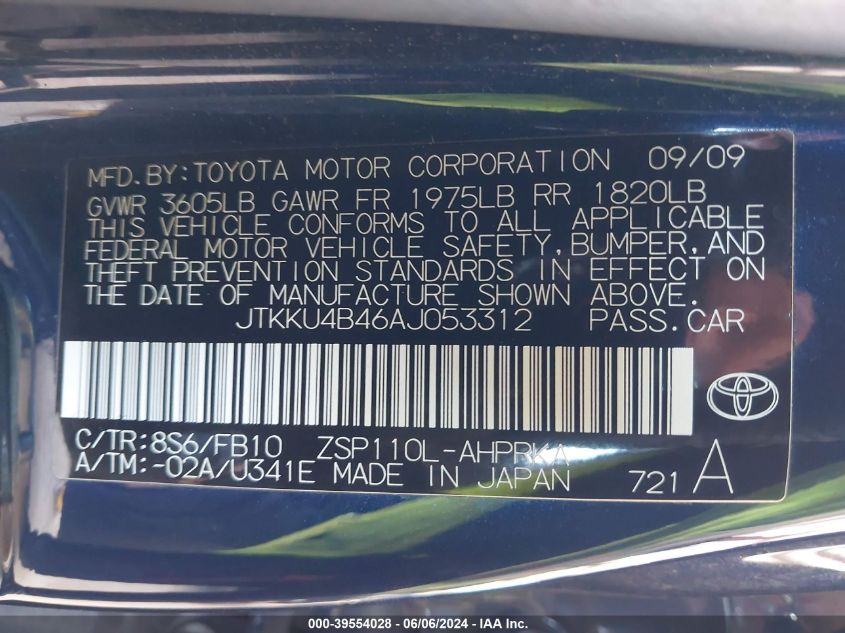 MFD. BY: TOYOTA MOTOR CORPORATION 09/09
GVWR 3605LB GAWR FR 1975LB RR 1820LB
THIS VEHICLE CONFORMS TO ALL APPLICABLE
FEDERAL MOTOR VEHICLE SAFETY, BUMPER, AND
THEFT PREVENTION STANDARDS IN EFFECT ON
THE DATE OF MANUFACTURE SHOWN ABOVE.
JTKKU4B46AJ053312 PASS. CAR
C/TR: 8S6/FB10 ZSP110L-AHPRKA
A/TM: -02A/U341E MADE IN JAPAN 721 A
000-39554028 - 06/06/2024 - IAA Inc.